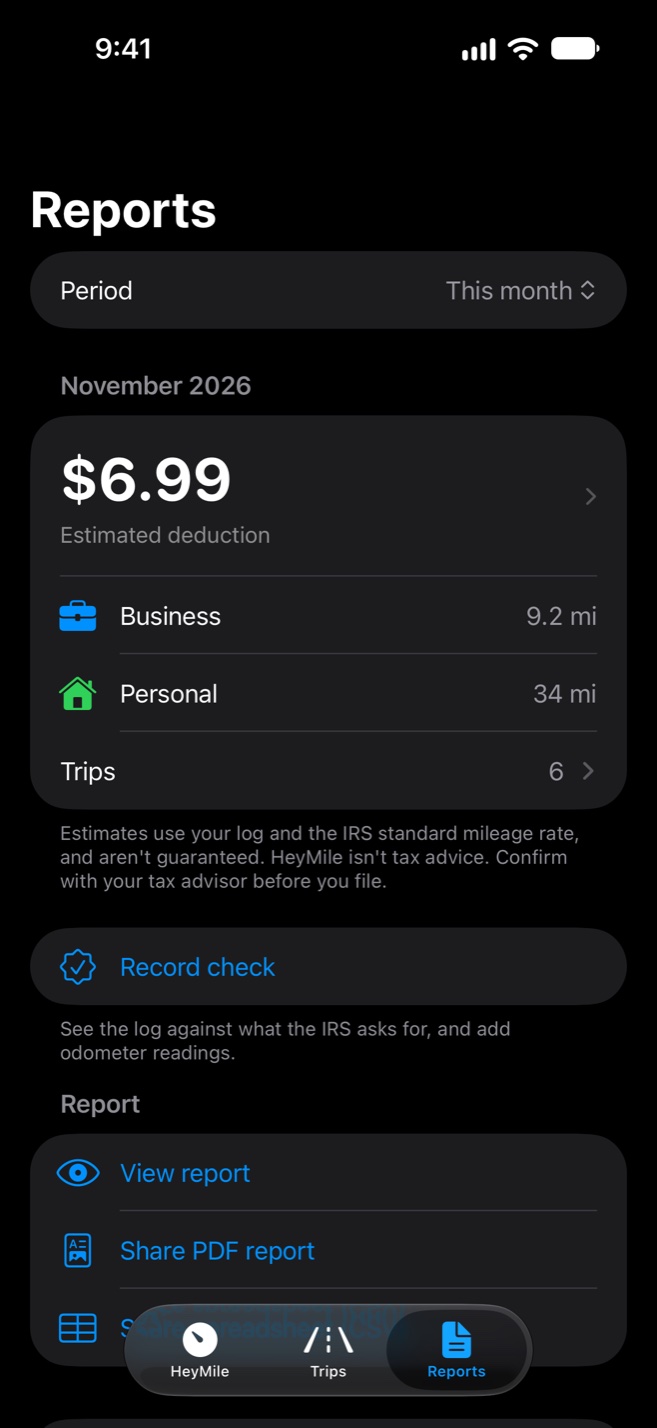 9:41
Reports
Period
This month
November 2026
$6.99
Estimated deduction
Business
9.2 mi
Personal
34 mi
Trips
6
Estimates use your log and the IRS standard mileage rate,
and aren't guaranteed. HeyMile isn't tax advice. Confirm
with your tax advisor before you file.
Record check
See the log against what the IRS asks for, and add
odometer readings.
Report
View report
Share PDF report
HeyMile
Trips
Reports